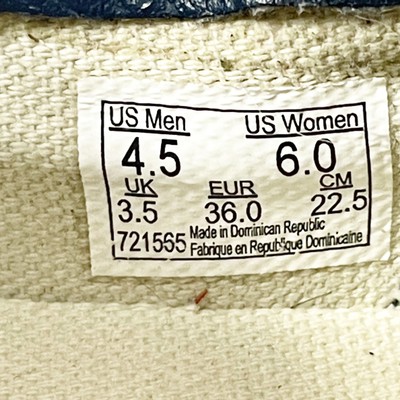 US Men US Women
4.5 6.0
UK EUR CM
3.5 36.0 22.5
721565 Made in Dominican Republic
Fabrique en Republique Dominicaine